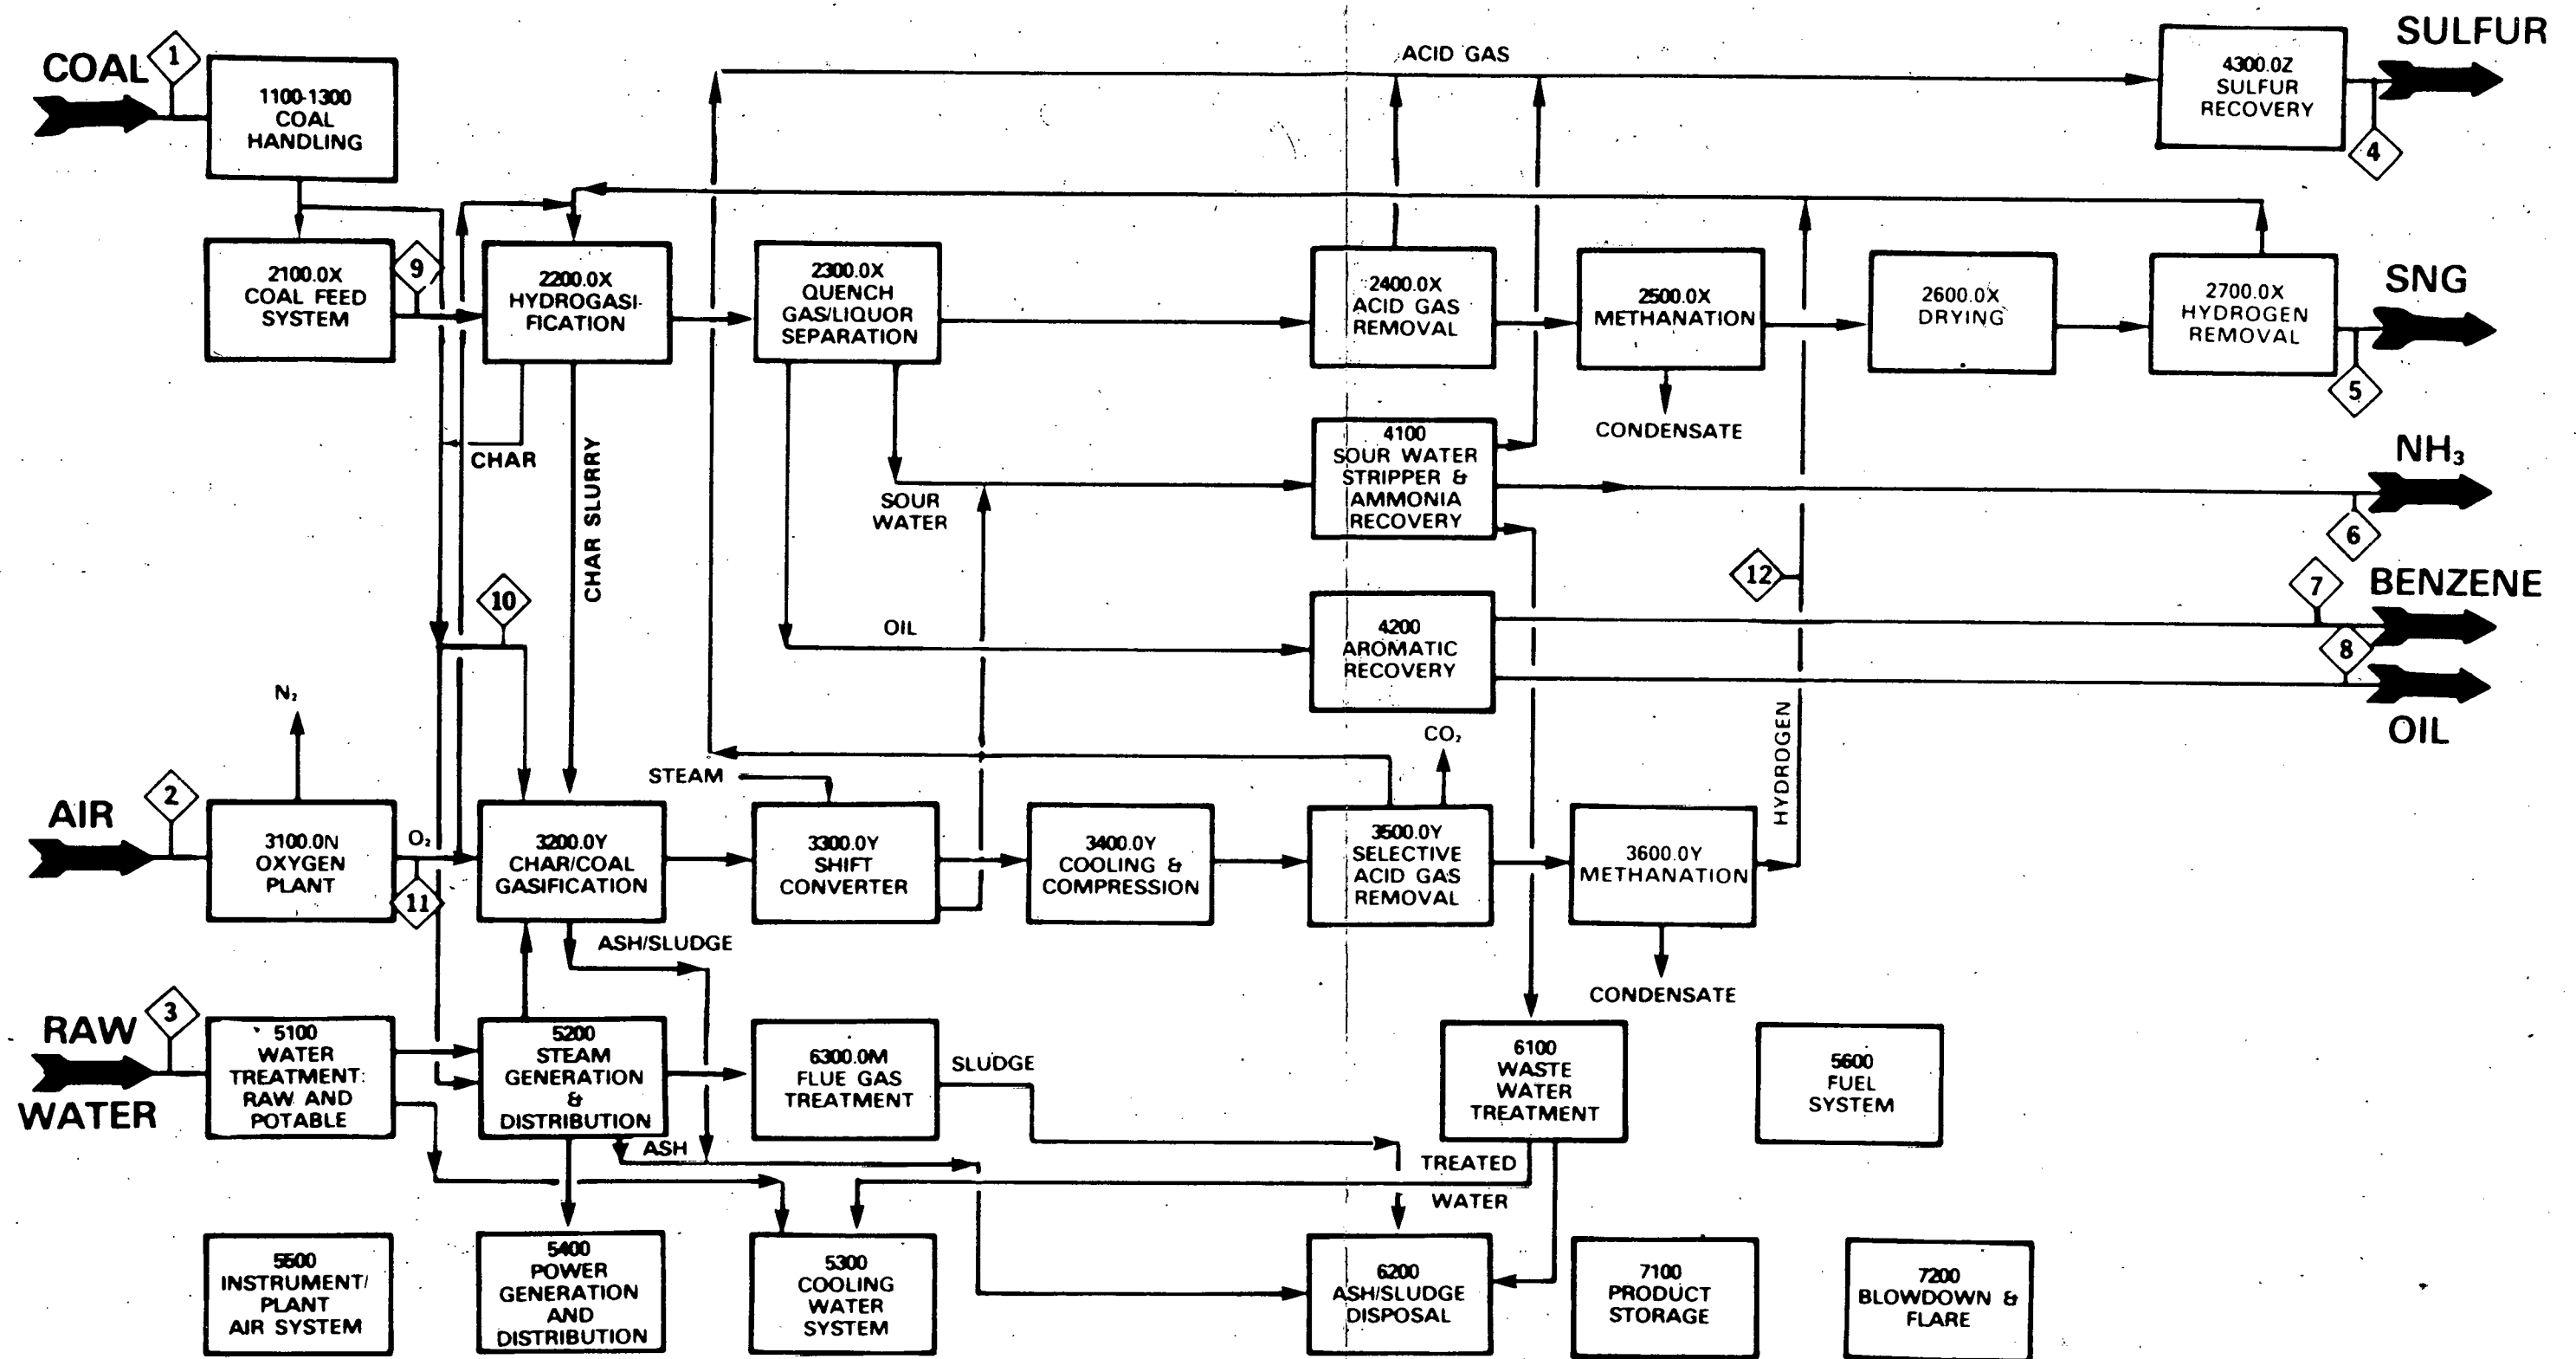 COAL
1
1100-1300
COAL
HANDLING
ACID GAS
4300.0Z
SULFUR
RECOVERY
SULFUR
4
2100.0X
COAL FEED
SYSTEM
9
2200.0X
HYDROGASI-
FICATION
2300.0X
QUENCH
GAS/LIQUOR
SEPARATION
2400.0X
ACID GAS
REMOVAL
2500.0X
METHANATION
2600.0X
DRYING
2700.0X
HYDROGEN
REMOVAL
SNG
5
CONDENSATE
CHAR
CHAR SLURRY
SOUR
WATER
4100
SOUR WATER
STRIPPER &
AMMONIA
RECOVERY
NH₃
6
10
OIL
4200
AROMATIC
RECOVERY
12
7
BENZENE
8
OIL
HYDROGEN
N₂
STEAM
CO₂
AIR
2
3100.0N
OXYGEN
PLANT
O₂
11
3200.0Y
CHAR/COAL
GASIFICATION
3300.0Y
SHIFT
CONVERTER
3400.0Y
COOLING &
COMPRESSION
3500.0Y
SELECTIVE
ACID GAS
REMOVAL
3600.0Y
METHANATION
ASH/SLUDGE
CONDENSATE
RAW
WATER
3
5100
WATER
TREATMENT:
RAW AND
POTABLE
5200
STEAM
GENERATION
&
DISTRIBUTION
6300.0M
FLUE GAS
TREATMENT
SLUDGE
6100
WASTE
WATER
TREATMENT
5600
FUEL
SYSTEM
ASH
TREATED
WATER
5500
INSTRUMENT/
PLANT
AIR SYSTEM
5400
POWER
GENERATION
AND
DISTRIBUTION
5300
COOLING
WATER
SYSTEM
6200
ASH/SLUDGE
DISPOSAL
7100
PRODUCT
STORAGE
7200
BLOWDOWN &
FLARE